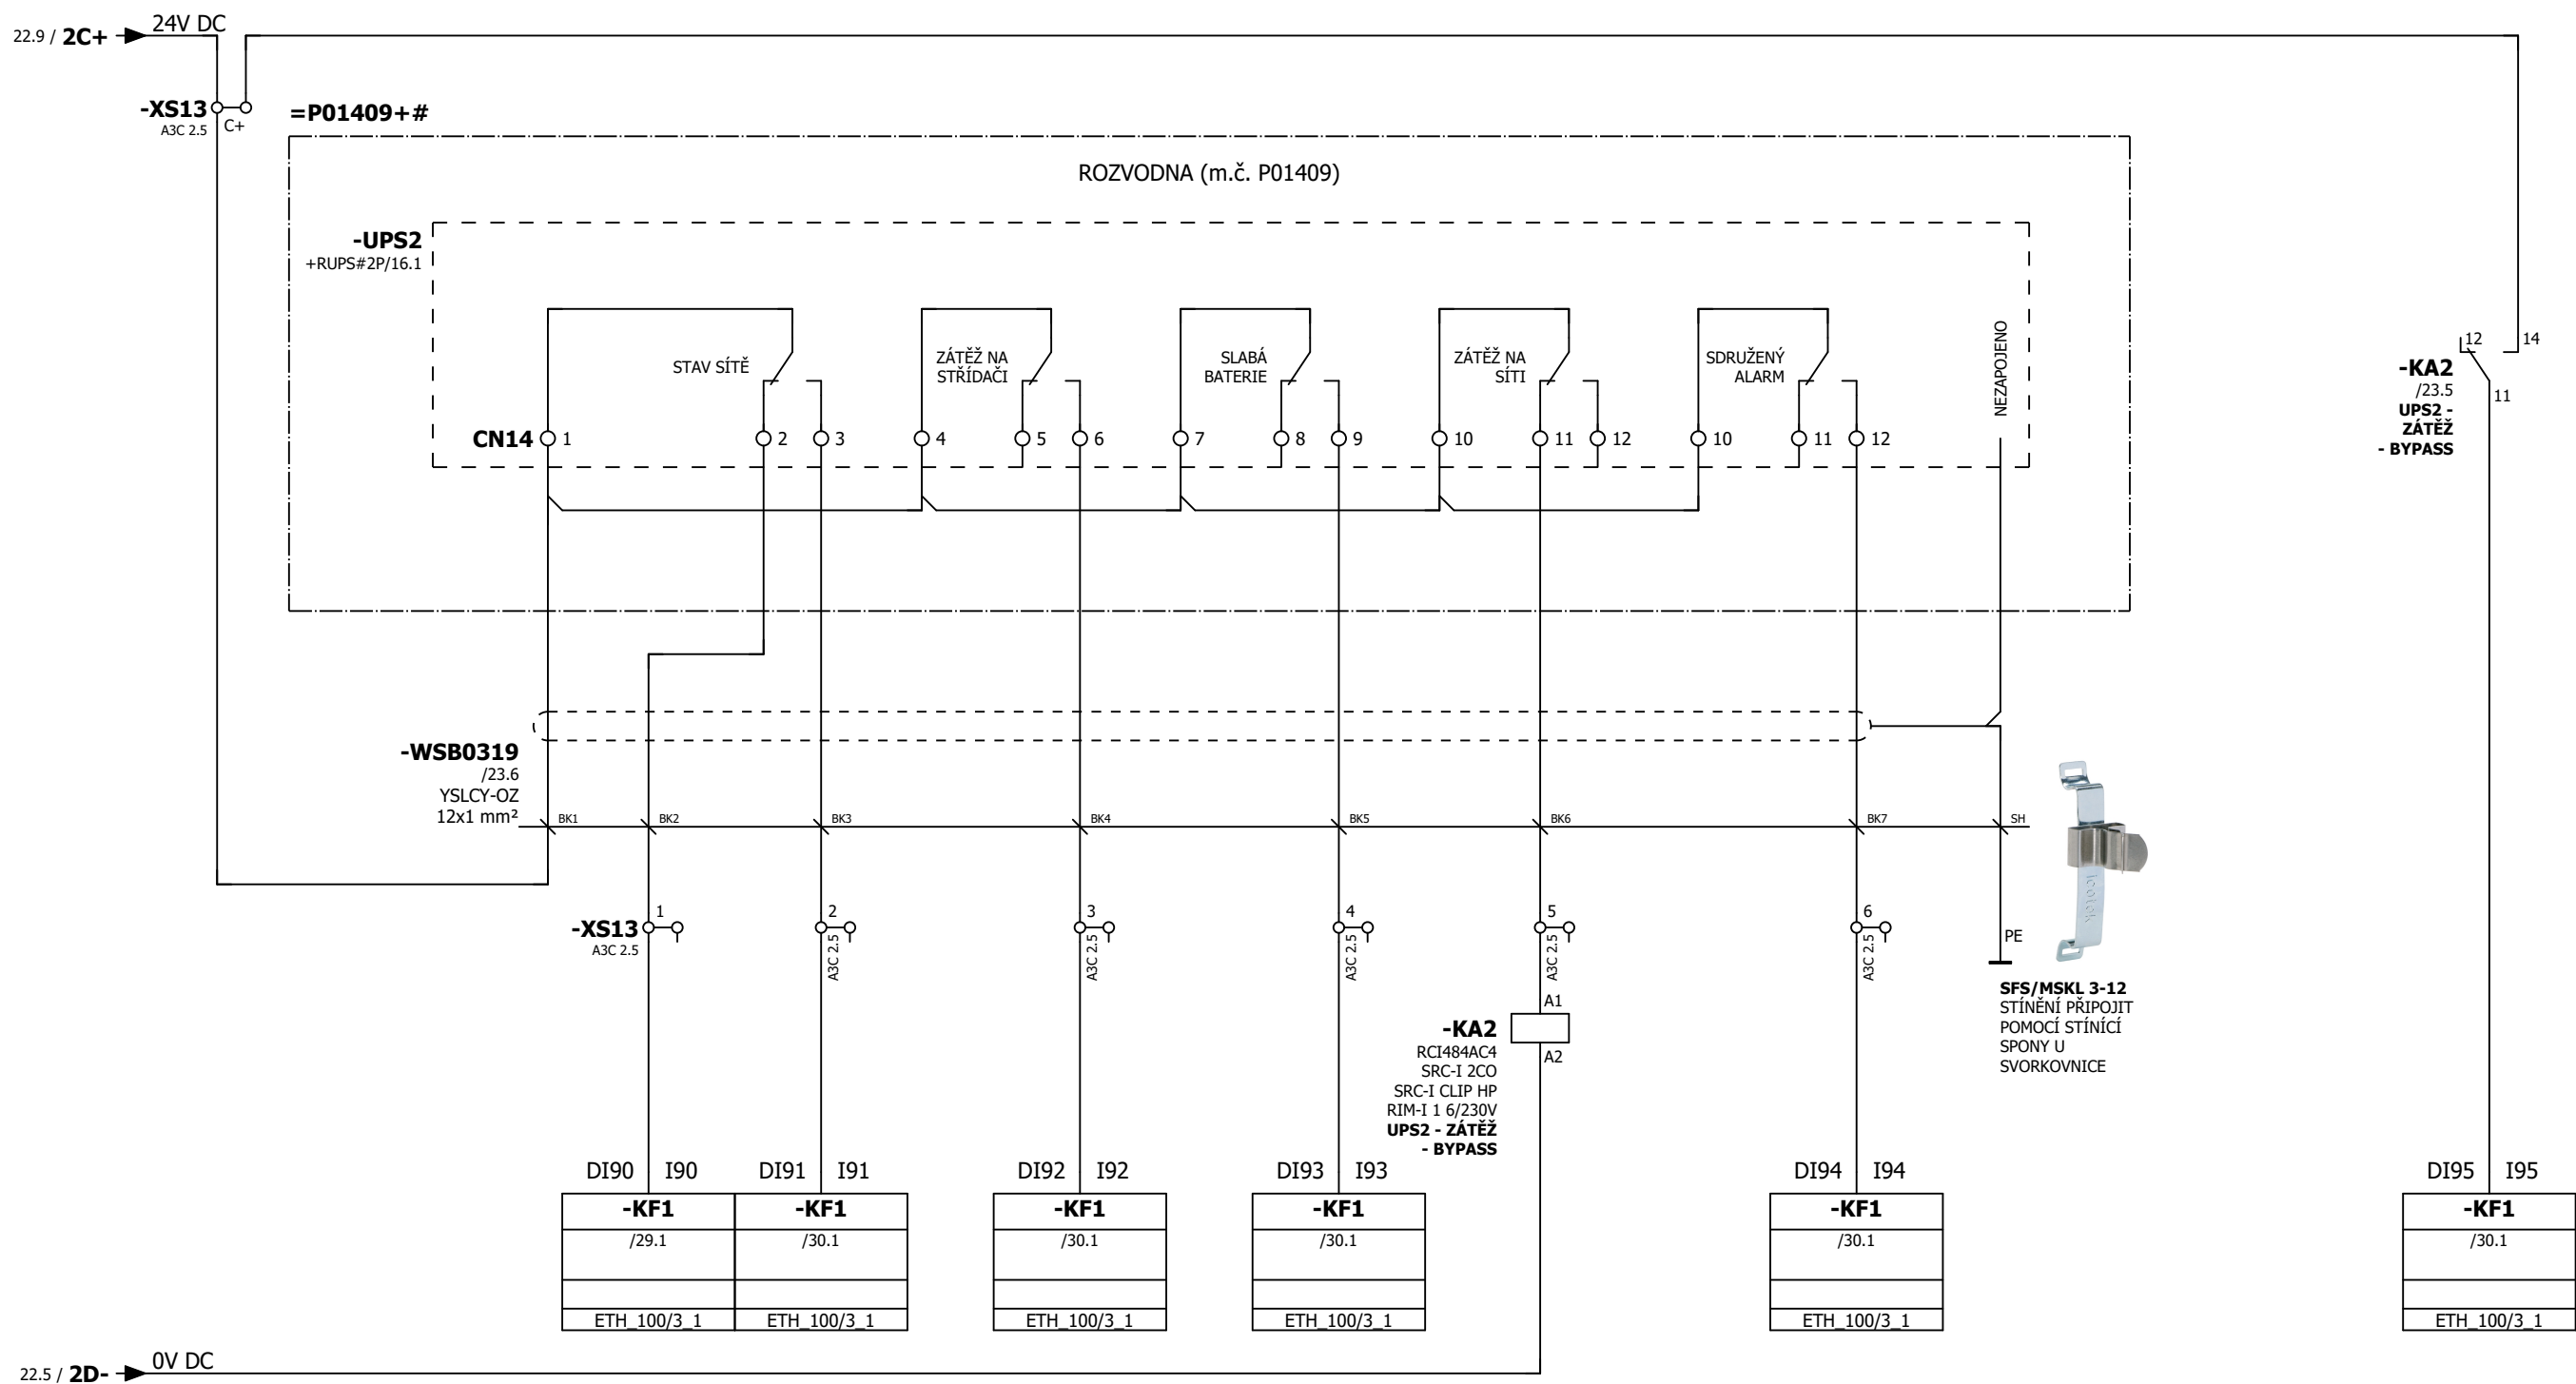 22.9 / 2C+
24V DC
-XS13
A3C 2.5
C+
=P01409+#
ROZVODNA (m.č. P01409)
-UPS2
+RUPS#2P/16.1
STAV SÍTĚ
ZÁTĚŽ NA
STŘÍDAČI
SLABÁ
BATERIE
ZÁTĚŽ NA
SÍTI
SDRUŽENÝ
ALARM
NEZAPOJENO
CN14
1
2
3
4
5
6
7
8
9
10
11
12
10
11
12
12
14
-KA2
/23.5
11
UPS2 -
ZÁTĚŽ
- BYPASS
-WSB0319
/23.6
YSLCY-OZ
12x1 mm²
BK1
BK2
BK3
BK4
BK5
BK6
BK7
SH
icotek
-XS13
A3C 2.5
1
2
A3C 2.5
3
A3C 2.5
4
A3C 2.5
5
A3C 2.5
6
A3C 2.5
PE
SFS/MSKL 3-12
STÍNĚNÍ PŘIPOJIT
POMOCÍ STÍNÍCÍ
SPONY U
SVORKOVNICE
A1
-KA2
A2
RCI484AC4
SRC-I 2CO
SRC-I CLIP HP
RIM-I 1 6/230V
UPS2 - ZÁTĚŽ
- BYPASS
DI90 I90
DI91 I91
DI92 I92
DI93 I93
DI94 I94
DI95 I95
-KF1
-KF1
-KF1
-KF1
-KF1
-KF1
/29.1
/30.1
/30.1
/30.1
/30.1
/30.1
ETH_100/3_1
ETH_100/3_1
ETH_100/3_1
ETH_100/3_1
ETH_100/3_1
ETH_100/3_1
22.5 / 2D-
0V DC